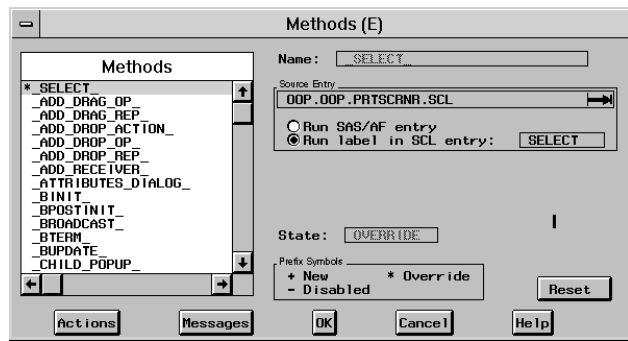 Methods (E)
Methods
* _SELECT_
_ADD_DRAG_OP_
_ADD_DRAG_REP_
_ADD_DROP_ACTION_
_ADD_DROP_OP_
_ADD_DROP_REP_
_ADD_RECEIVER_
_ATTRIBUTES_DIALOG_
_BINIT_
_BPOSTINIT_
_BROADCAST_
_BTERM_
_BUPDATE_
_CHILD_POPUP_
Name: _SELECT_
Source Entry
OOP.OOP.PRTSCRNR.SCL
Run SAS/AF entry
Run label in SCL entry: SELECT
State: OVERRIDE
Prefix Symbols
+ New * Override
- Disabled
Reset
Actions Messages OK Cancel Help